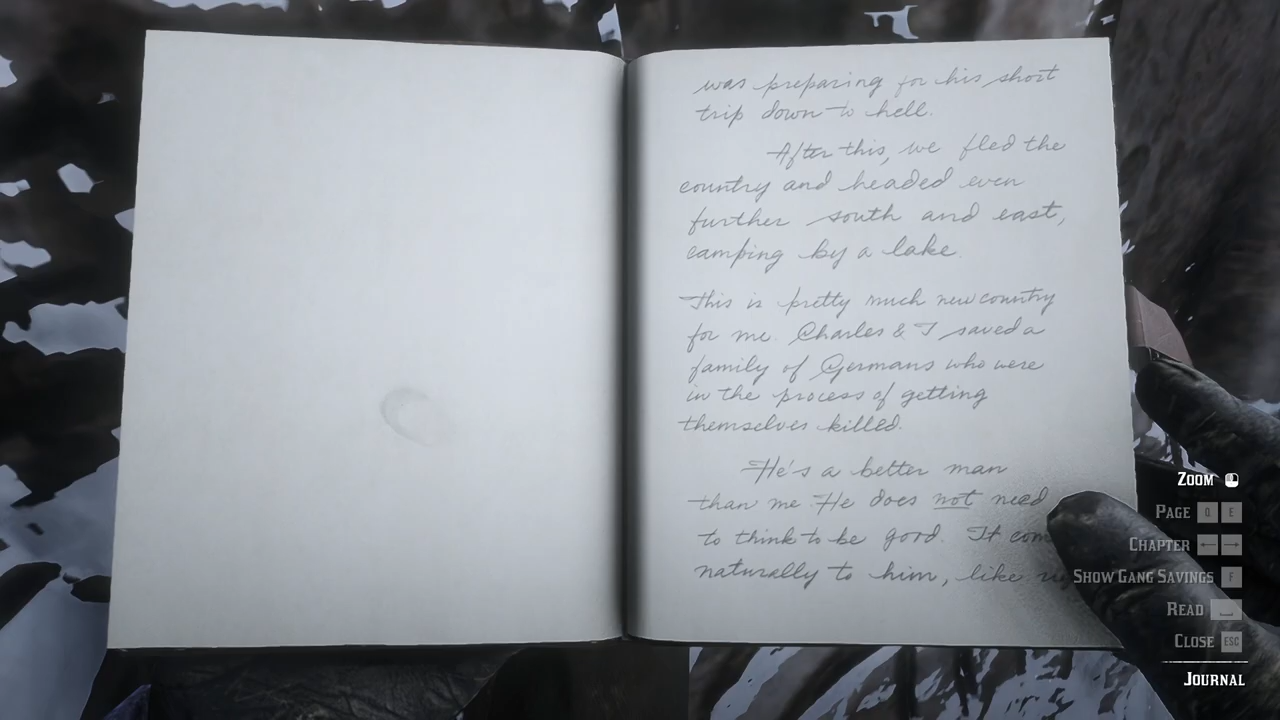 was preparing for his short
trip down to hell.
After this, we fled the
country and headed even
further south and east,
camping by a lake.
This is pretty much new country
for me. Charles & I saved a
family of Germans who were
in the process of getting
themselves killed.
He's a better man
than me. He does not need
to think to be good. It
naturally to him, like
ZOOM
PAGE Q E
CHAPTER ← →
SHOW GANG SAVINGS F
READ
CLOSE ESC
JOURNAL